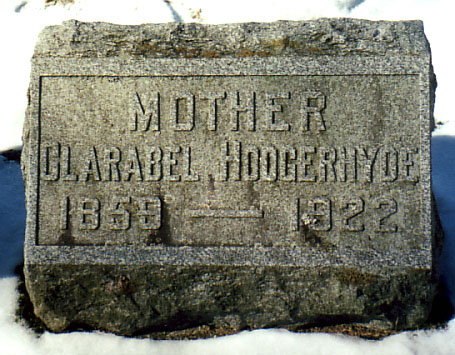 MOTHER
CLARABEL HOOGERHYDE
1859 — 1922